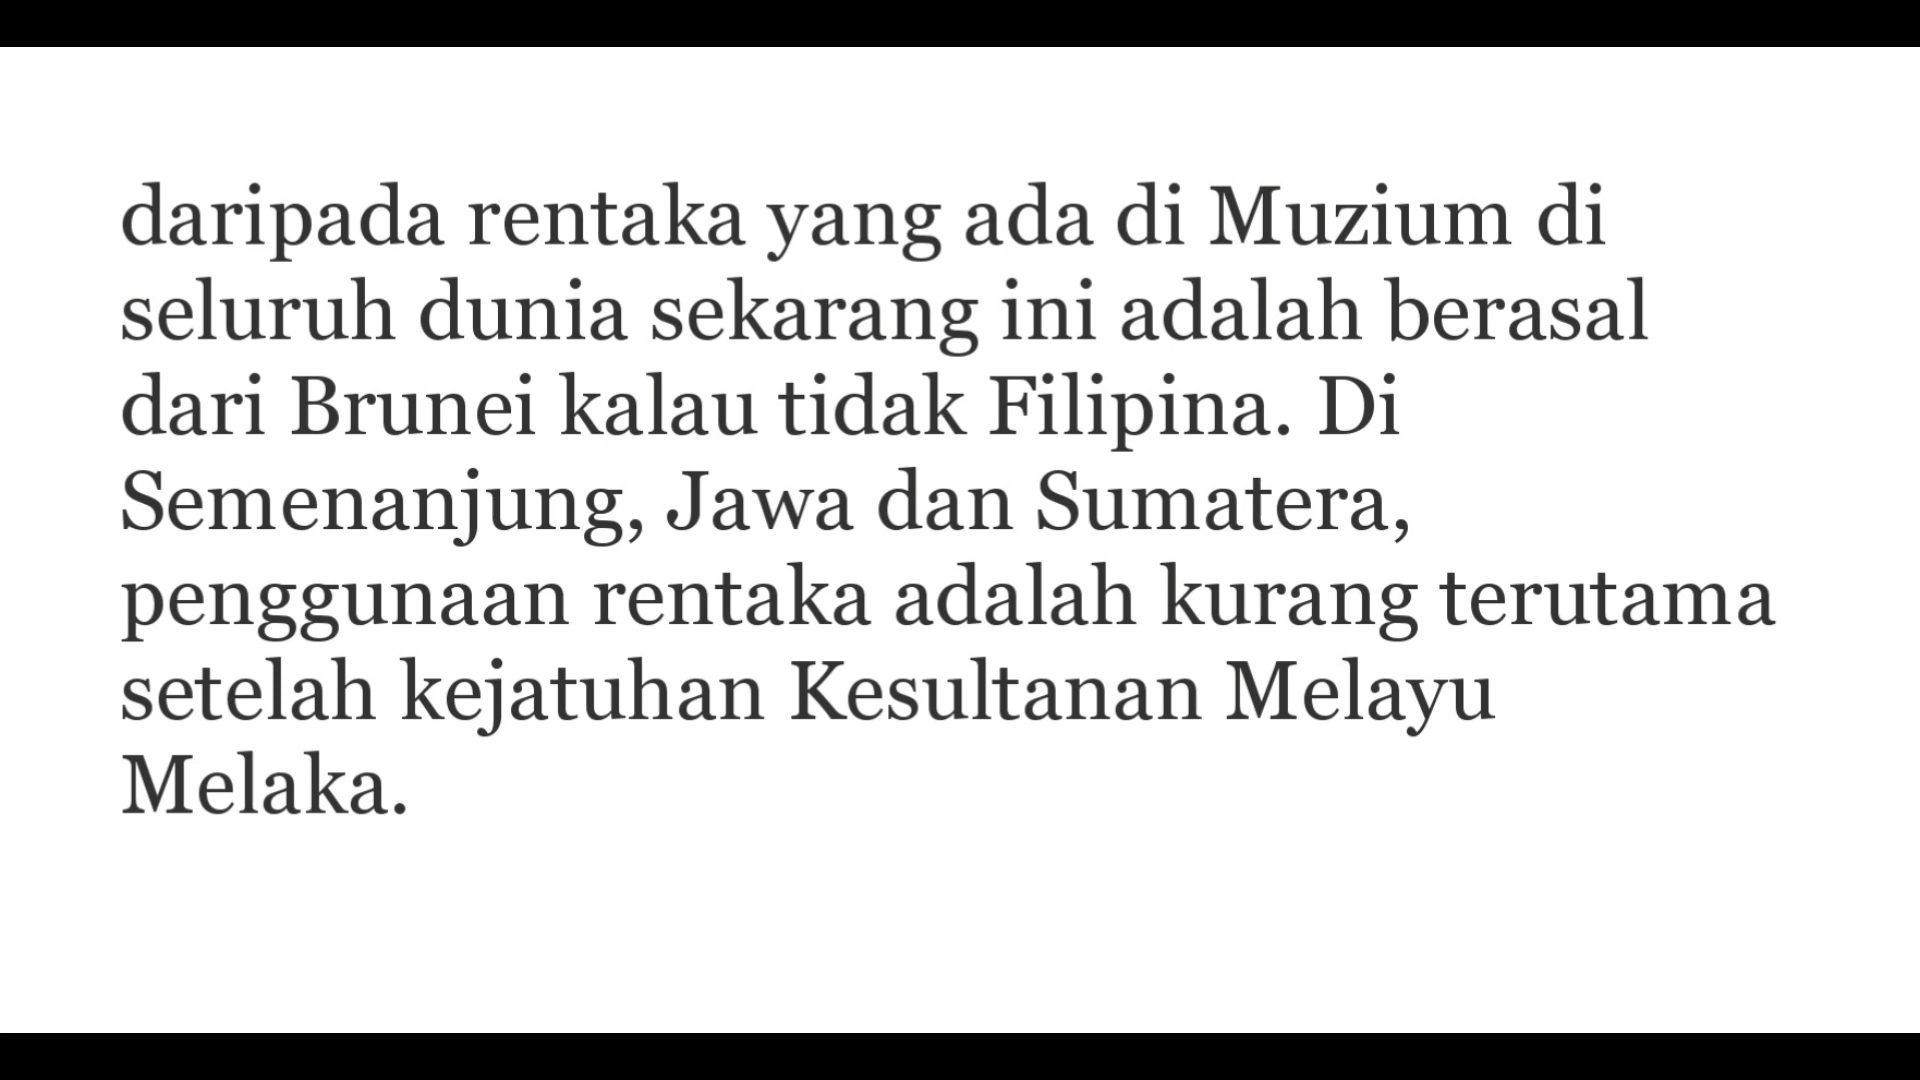 daripada rentaka yang ada di Muzium di
seluruh dunia sekarang ini adalah berasal
dari Brunei kalau tidak Filipina. Di
Semenanjung, Jawa dan Sumatera,
penggunaan rentaka adalah kurang terutama
setelah kejatuhan Kesultanan Melayu
Melaka.